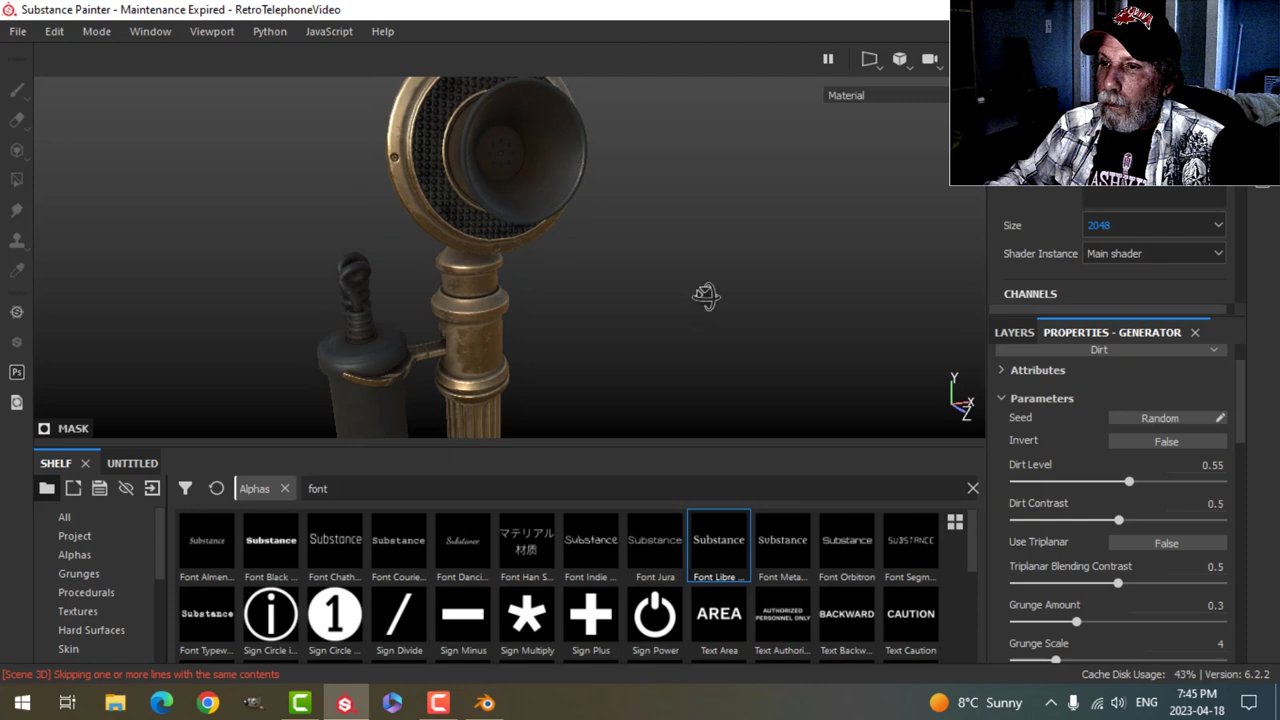 Substance Painter - Maintenance Expired - RetroTelephoneVideo
File Edit Mode Window Viewport Python JavaScript Help
Material
Size 2048
Shader Instance Main shader
CHANNELS
LAYERS PROPERTIES - GENERATOR
Dirt
Attributes
Parameters
Seed Random
Invert False
Dirt Level 0.55
Dirt Contrast 0.5
Use Triplanar False
Triplanar Blending Contrast 0.5
Grunge Amount 0.3
Grunge Scale 4
Y
X
Z
MASK
SHELF UNTITLED
Ps
Alphas font
All
Project
Alphas
Grunges
Procedurals
Textures
Hard Surfaces
Skin
Substance Substance Substance Substance Substance マテリアル Substance Substance Substance Substance Substance SUBSTANCE
材质
Font Almen... Font Black ... Font Chath... Font Courie... Font Danci... Font Han S... Font Indie ... Font Jura Font Libre ... Font Meta... Font Orbitron Font Segm...
Substance i 1 / - * + AREA AUTHORIZED PERSONNEL ONLY BACKWARD CAUTION
Font Typew... Sign Circle i... Sign Circle ... Sign Divide Sign Minus Sign Multiply Sign Plus Sign Power Text Area Text Authori... Text Backw... Text Caution
[Scene 3D] Skipping one or more lines with the same contents
Cache Disk Usage: 43% | Version: 6.2.2
8°C Sunny
ENG
7:45 PM
2023-04-18